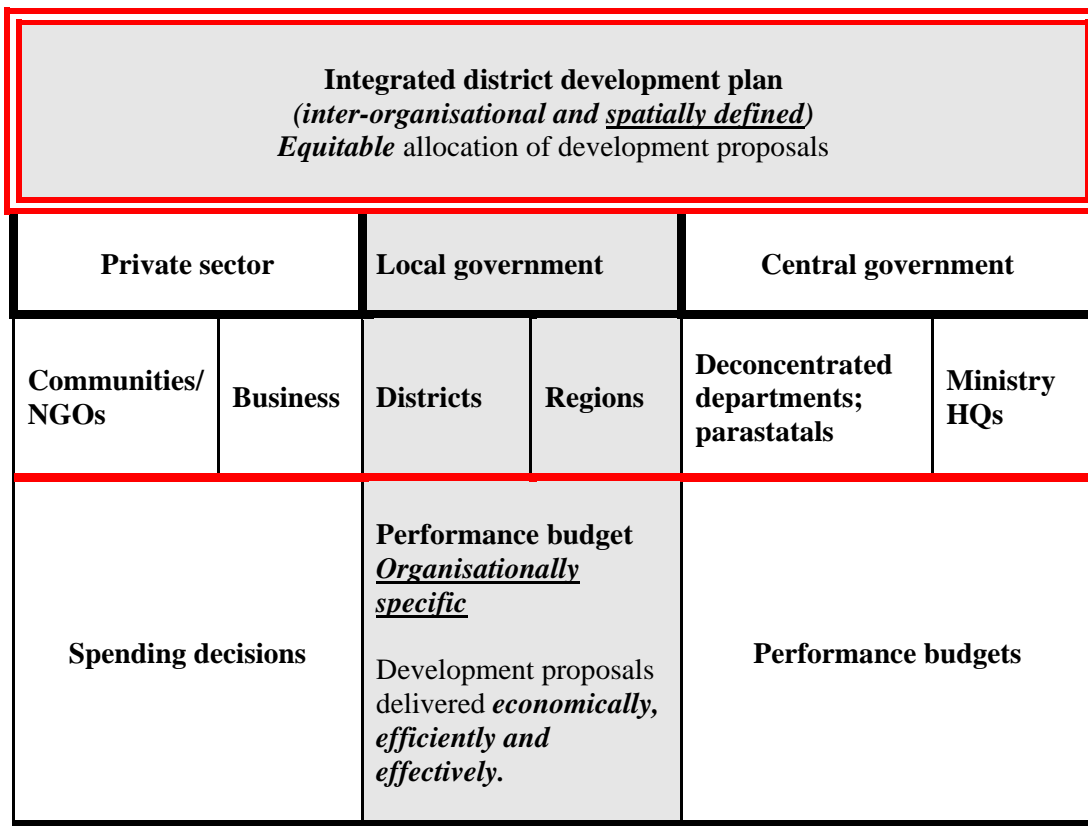 Integrated district development plan
(inter-organisational and spatially defined)
Equitable allocation of development proposals
Private sector
Local government
Central government
Communities/
NGOs
Business
Districts
Regions
Deconcentrated
departments;
parastatals
Ministry
HQs
Spending decisions
Performance budget
Organisationally
specific
Development proposals
delivered economically,
efficiently and
effectively.
Performance budgets